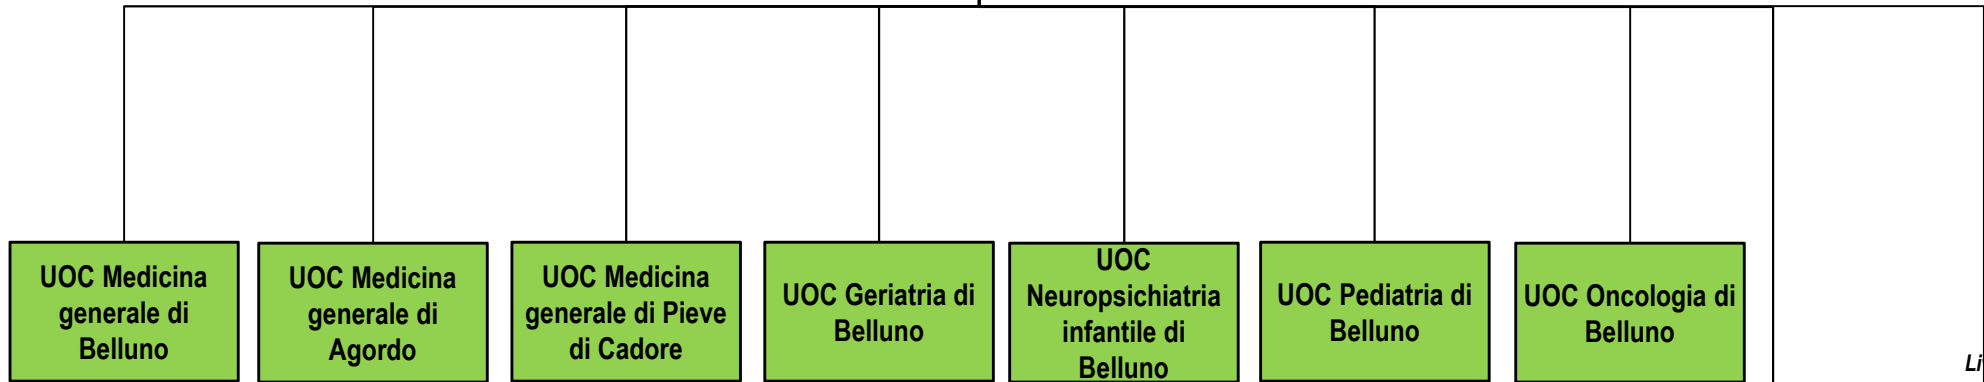 UOC Medicina
generale di
Belluno
UOC Medicina
generale di
Agordo
UOC Medicina
generale di Pieve
di Cadore
UOC Geriatria di
Belluno
UOC
Neuropsichiatria
infantile di
Belluno
UOC Pediatria di
Belluno
UOC Oncologia di
Belluno